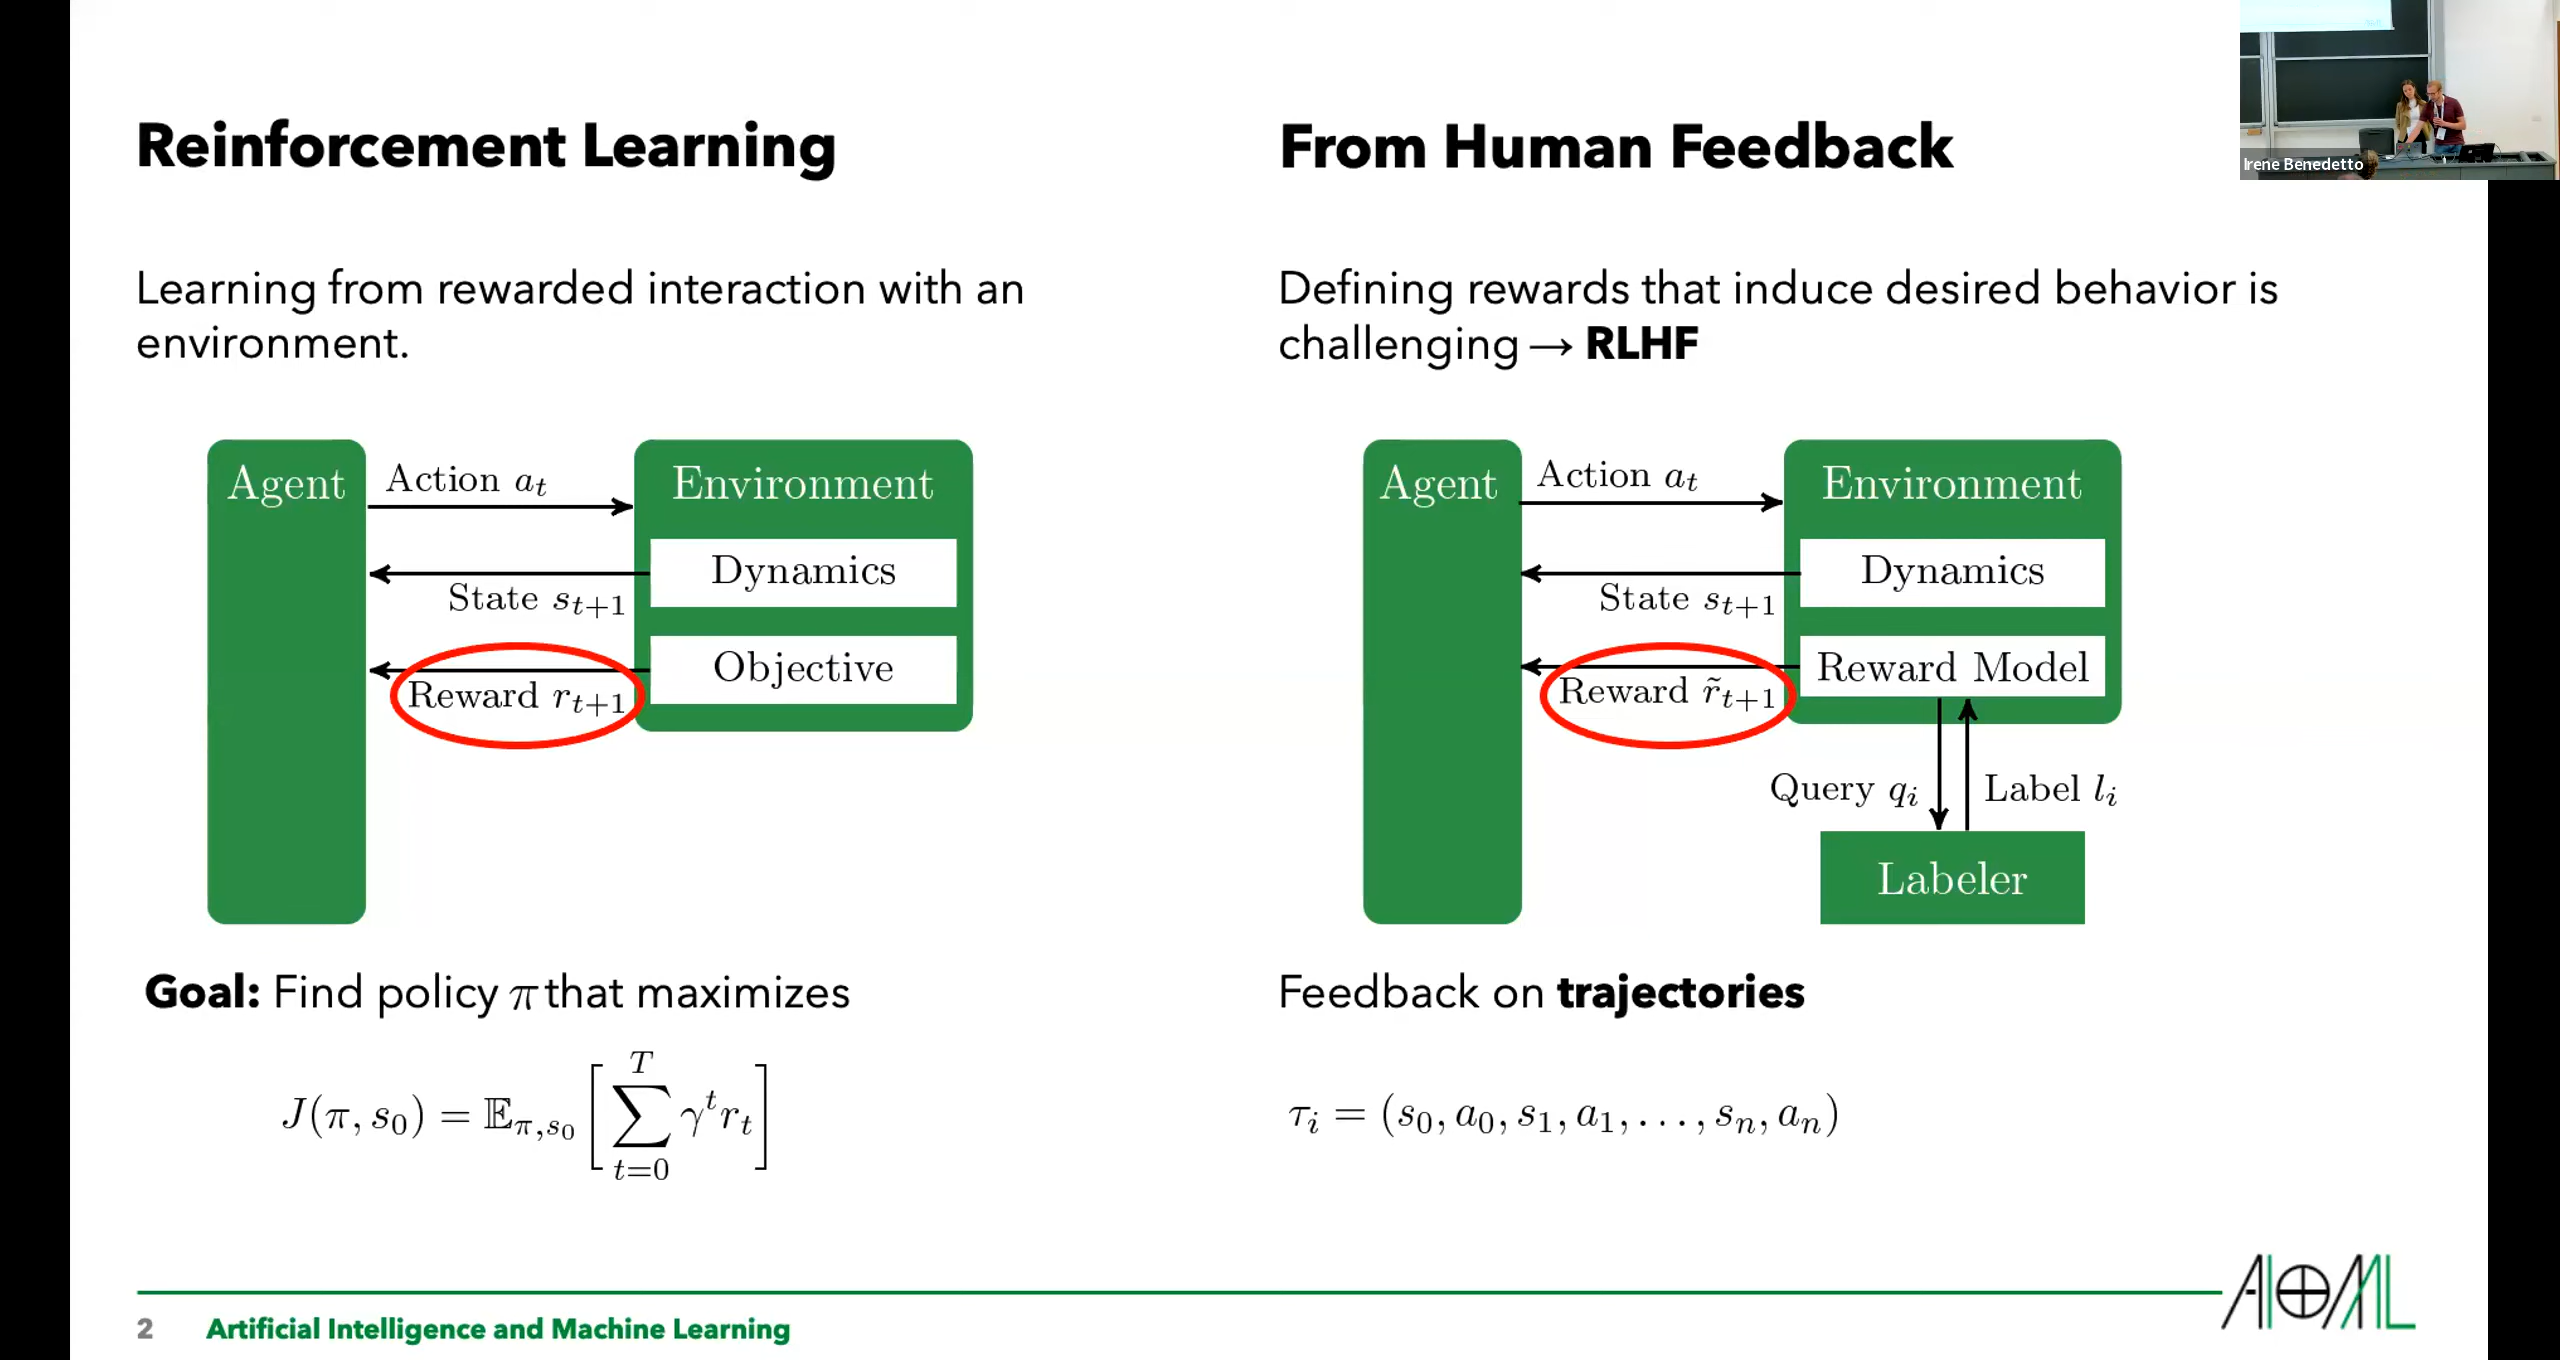 Reinforcement Learning
Learning from rewarded interaction with an
environment.
Agent
Action a_t
Environment
Dynamics
State s_{t+1}
Objective
Reward r_{t+1}
Goal: Find policy π that maximizes
J(π, s_0) = 𝔼_{π,s_0} [ ∑_{t=0}^{T} γ^t r_t ]
From Human Feedback
Defining rewards that induce desired behavior is
challenging → RLHF
Agent
Action a_t
Environment
Dynamics
State s_{t+1}
Reward Model
Reward r̃_{t+1}
Query q_i
Label l_i
Labeler
Feedback on trajectories
τ_i = (s_0, a_0, s_1, a_1, . . . , s_n, a_n)
Irene Benedetto
2 Artificial Intelligence and Machine Learning
AIML